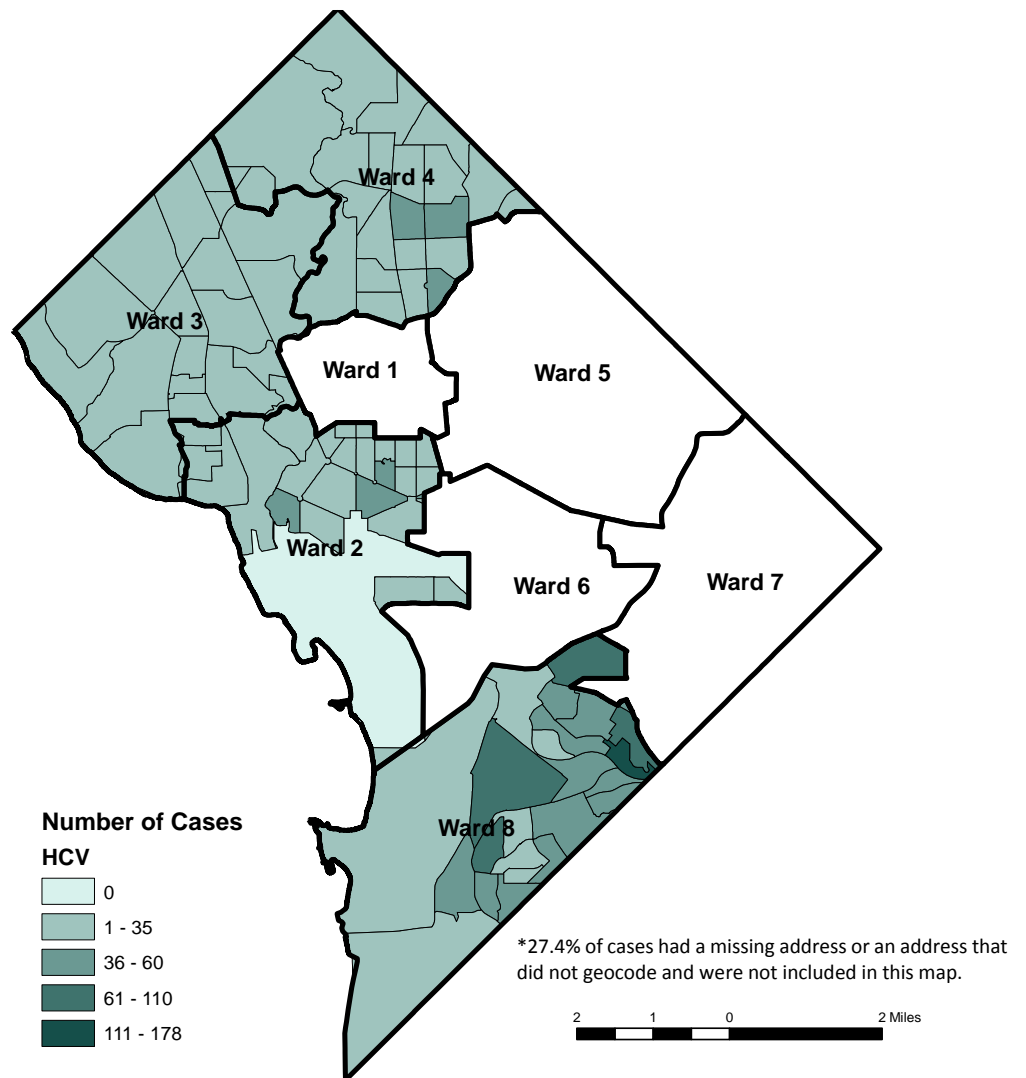 Ward 4
Ward 3
Ward 1
Ward 5
Ward 2
Ward 6
Ward 7
Ward 8
Number of Cases
HCV
0
1 - 35
36 - 60
61 - 110
111 - 178
*27.4% of cases had a missing address or an address that
did not geocode and were not included in this map.
2 1 0 2 Miles